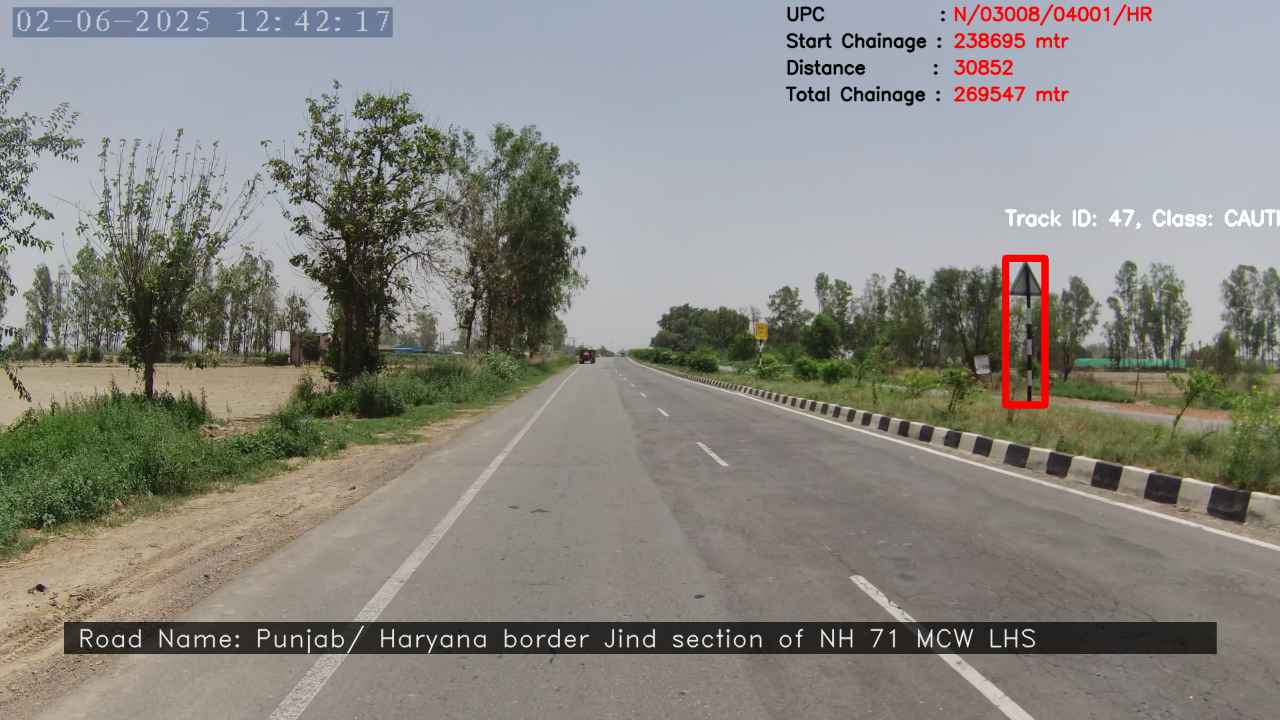 02-06-2025 12:42:17
UPC : N/03008/04001/HR
Start Chainage : 238695 mtr
Distance : 30852
Total Chainage : 269547 mtr
Track ID: 47, Class: CAUTI
Road Name: Punjab/ Haryana border Jind section of NH 71 MCW LHS